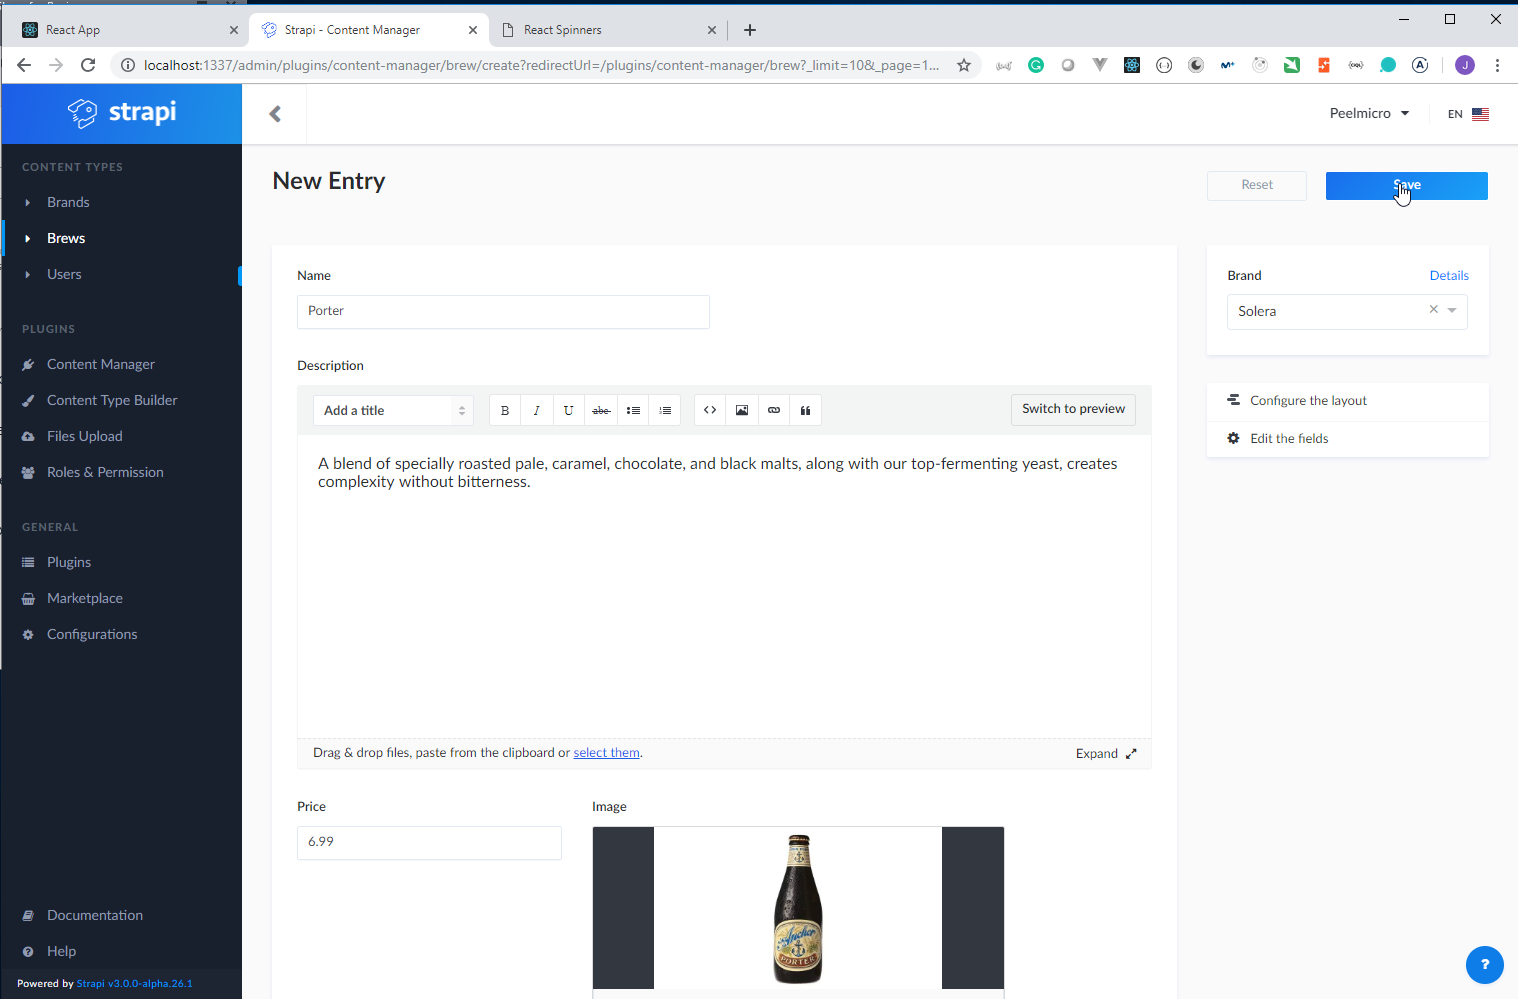 React App
Strapi - Content Manager
React Spinners
localhost:1337/admin/plugins/content-manager/brew/create?redirectUrl=/plugins/content-manager/brew?_limit=10&_page=1...
J
strapi
Peelmicro
EN
CONTENT TYPES
Brands
Brews
Users
PLUGINS
Content Manager
Content Type Builder
Files Upload
Roles & Permission
GENERAL
Plugins
Marketplace
Configurations
Documentation
Help
Powered by Strapi v3.0.0-alpha.26.1
New Entry
Reset
Save
Name
Porter
Description
Add a title
B I U abc
Switch to preview
A blend of specially roasted pale, caramel, chocolate, and black malts, along with our top-fermenting yeast, creates
complexity without bitterness.
Drag & drop files, paste from the clipboard or select them.
Expand
Price
6.99
Image
Anchor
PORTER
Brand
Details
Solera
Configure the layout
Edit the fields
?